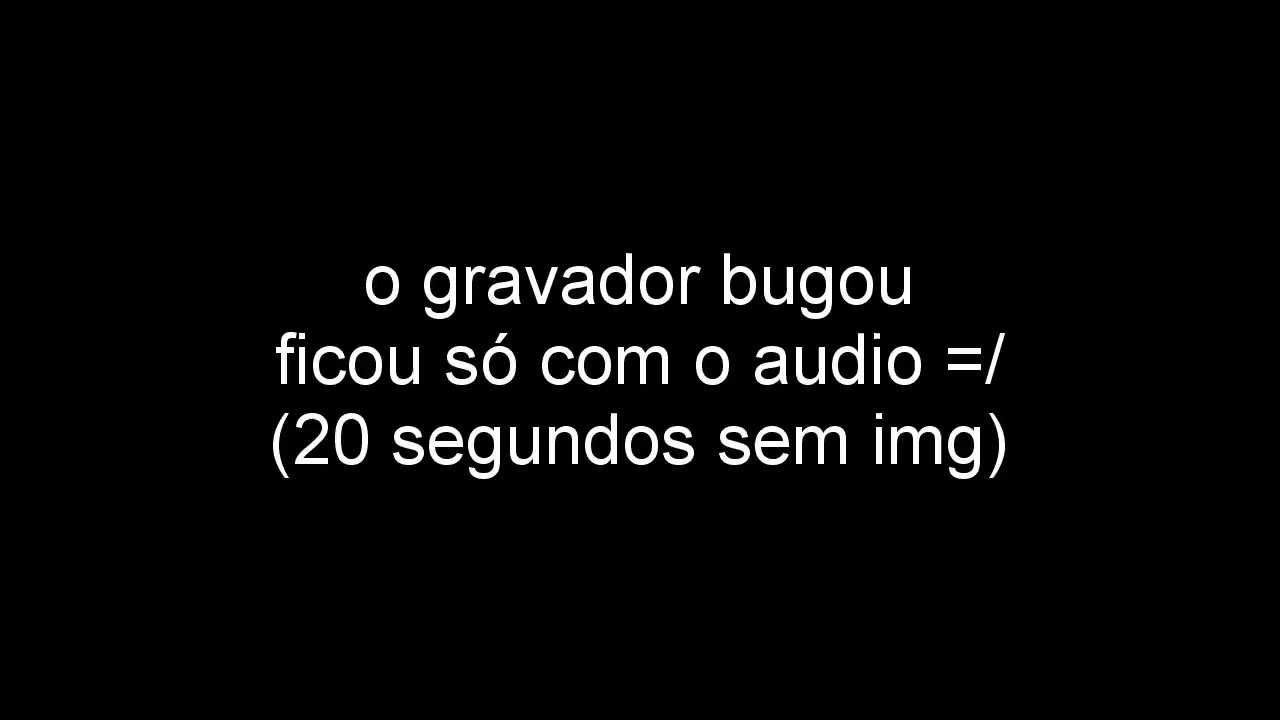 o gravador bugou
ficou só com o audio =/
(20 segundos sem img)